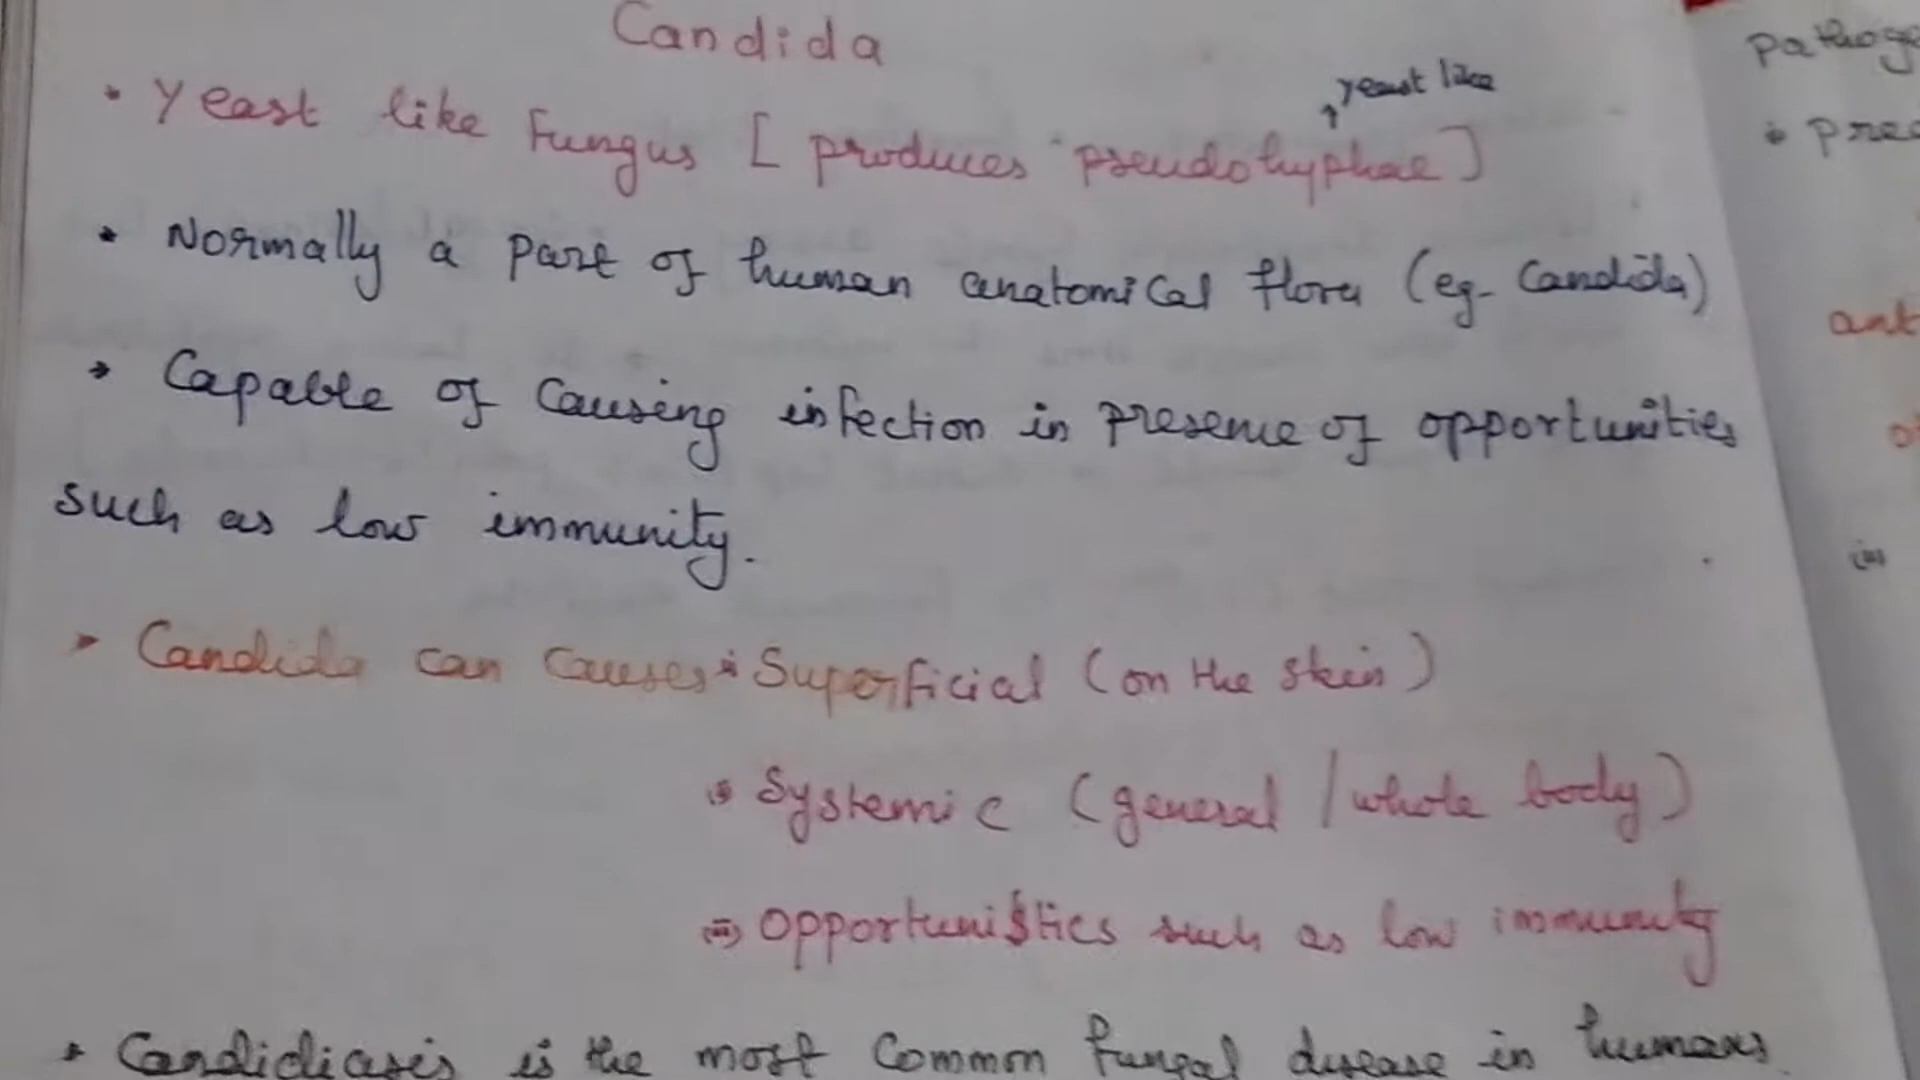 Candida
yeast like
• Yeast like Fungus [ produces pseudohyphae ]
• Normally a part of human anatomical flora (eg- Candida)
• Capable of causing infection in presence of opportunities
such as low immunity.
• Candida can causes i) Superficial (on the skin)
ii) Systemic (general / whole body)
iii) Opportunistics such as low immunity
• Candidiasis is the most common fungal disease in humans.